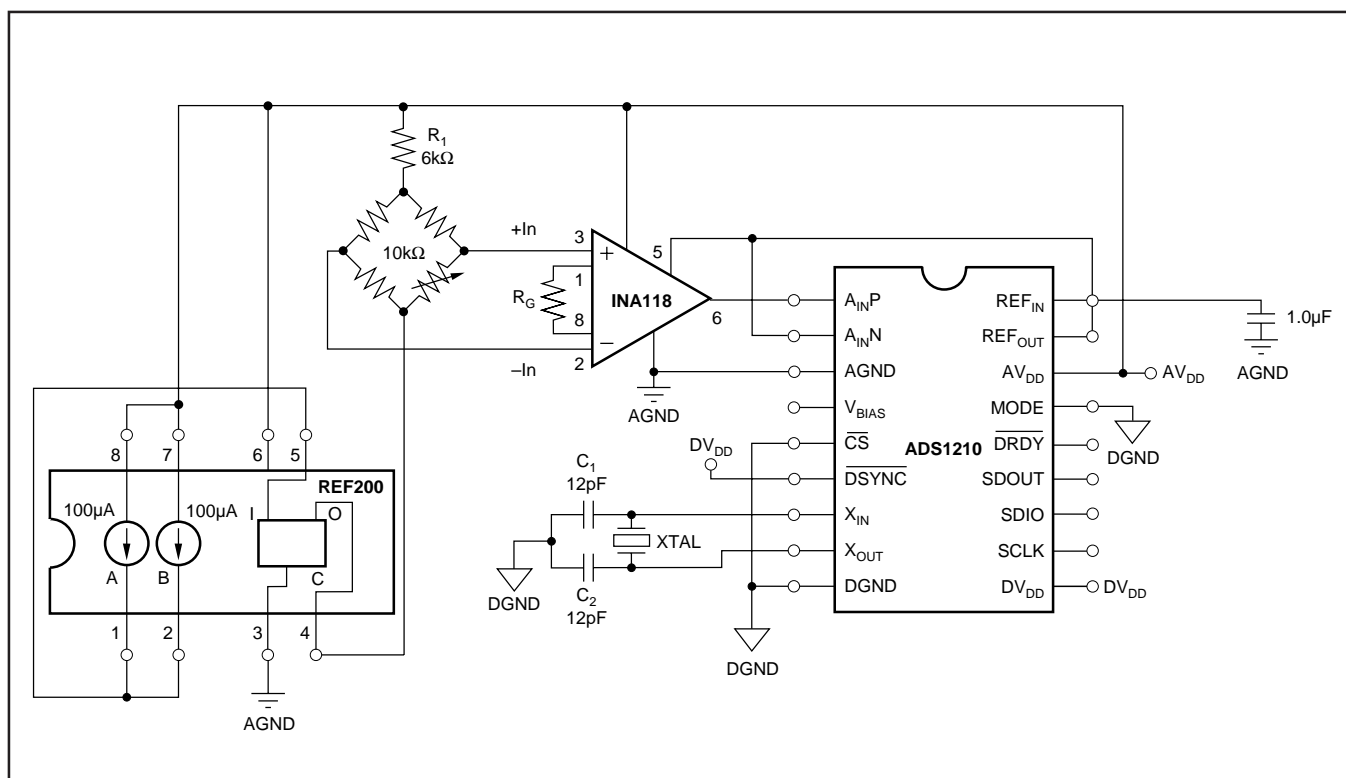 R1
6kΩ
+In
3
5
10kΩ
+
1
RG
INA118
6
8
–
2
–In
AGND
AINP
REFIN
1.0µF
AINN
REFOUT
AGND
AGND
AVDD
AVDD
VBIAS
MODE
DGND
CS
ADS1210
DRDY
DVDD
DSYNC
SDOUT
XIN
SDIO
XOUT
SCLK
DGND
DVDD
DVDD
DGND
C1
12pF
XTAL
C2
12pF
DGND
8
7
6
5
REF200
100µA
100µA
I
O
A
B
C
1
2
3
4
AGND